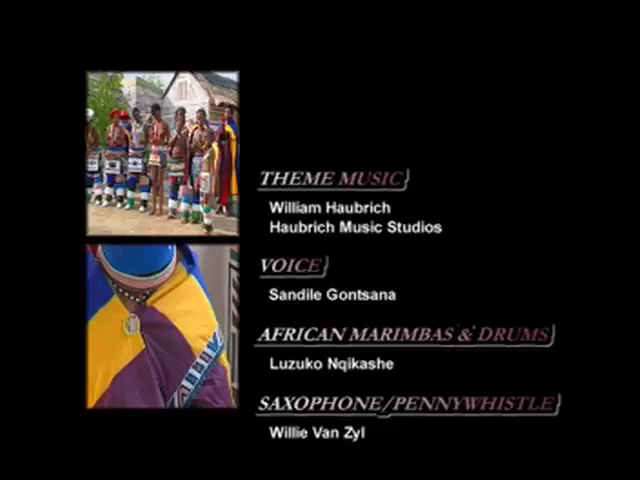 THEME MUSIC
William Haubrich
Haubrich Music Studios
VOICE
Sandile Gontsana
AFRICAN MARIMBAS & DRUMS
Luzuko Nqikashe
SAXOPHONE/PENNYWHISTLE
Willie Van Zyl